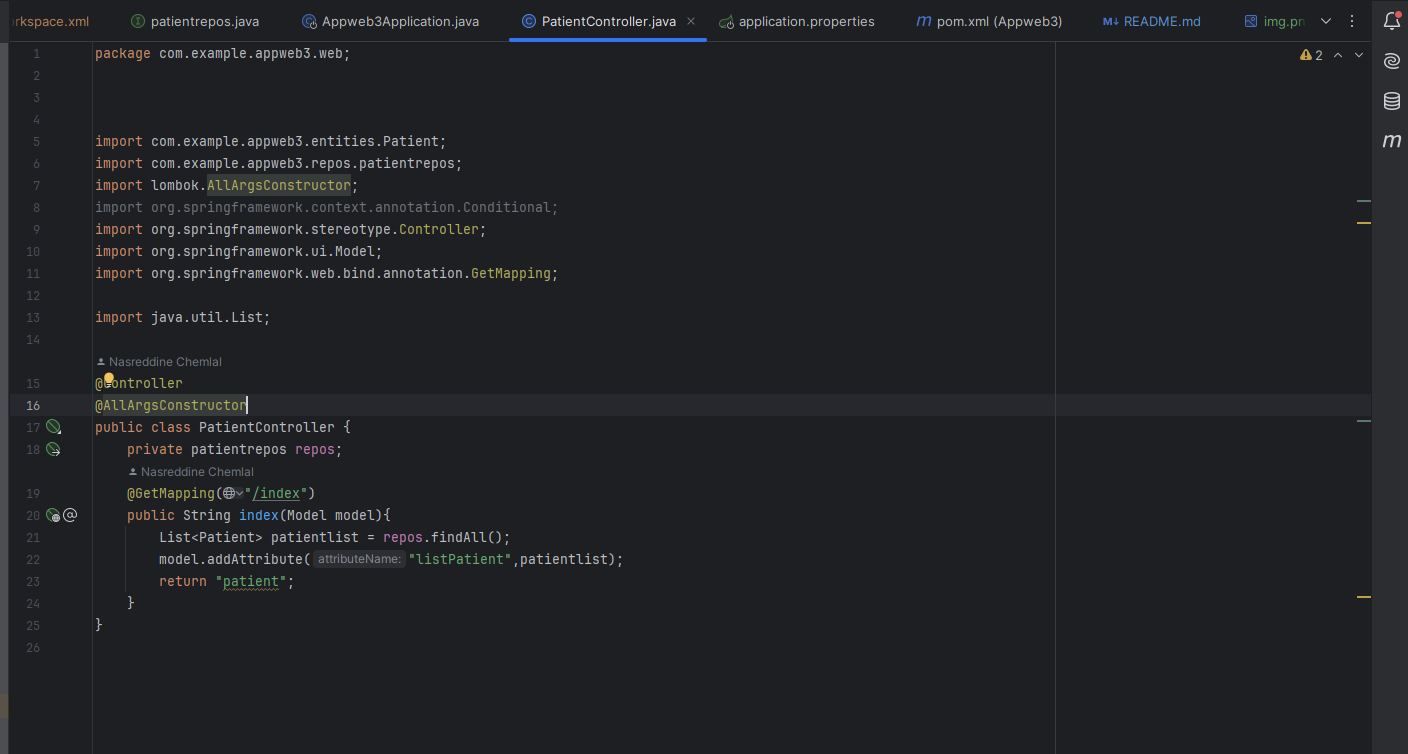 rkspace.xml patientrepos.java Appweb3Application.java PatientController.java application.properties pom.xml (Appweb3) README.md img.pn
1 package com.example.appweb3.web;
2
3
4
5 import com.example.appweb3.entities.Patient;
6 import com.example.appweb3.repos.patientrepos;
7 import lombok.AllArgsConstructor;
8 import org.springframework.context.annotation.Conditional;
9 import org.springframework.stereotype.Controller;
10 import org.springframework.ui.Model;
11 import org.springframework.web.bind.annotation.GetMapping;
12
13 import java.util.List;
14
Nasreddine Chemlal
15 @Controller
16 @AllArgsConstructor
17 public class PatientController {
18 private patientrepos repos;
Nasreddine Chemlal
19 @GetMapping("/index")
20 public String index(Model model){
21 List<Patient> patientlist = repos.findAll();
22 model.addAttribute( attributeName: "listPatient",patientlist);
23 return "patient";
24 }
25 }
26
2